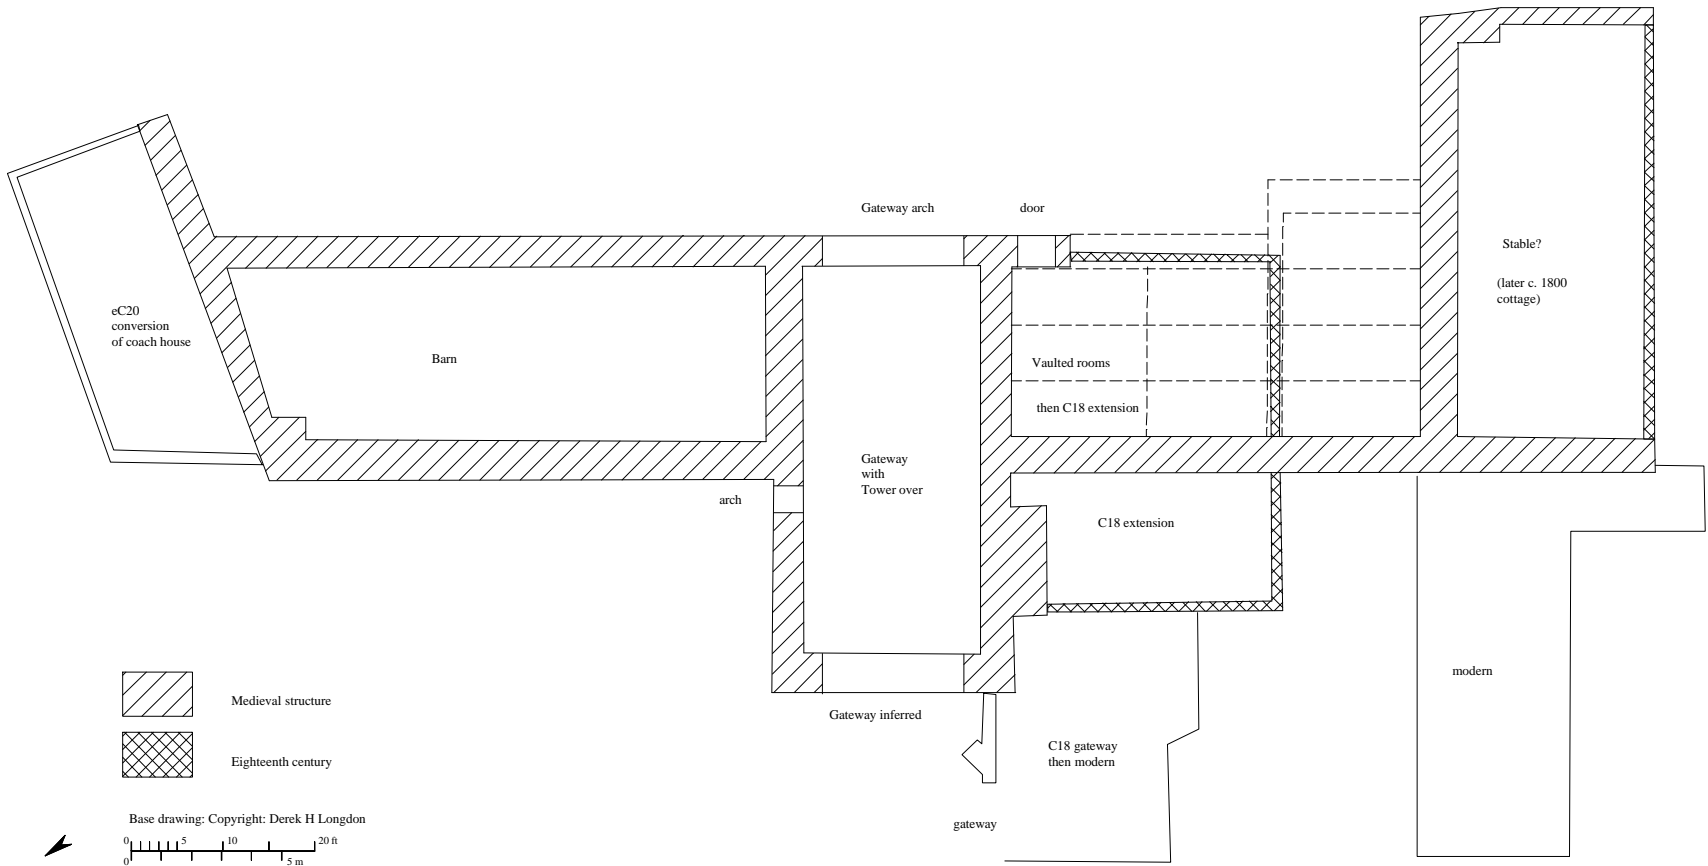 Gateway arch
door
Stable?
(later c. 1800
cottage)
eC20
conversion
of coach house
Barn
Vaulted rooms
then C18 extension
Gateway
with
Tower over
arch
C18 extension
modern
Medieval structure
Gateway inferred
C18 gateway
then modern
Eighteenth century
gateway
Base drawing: Copyright: Derek H Longdon
0 5 10 20 ft
0 5 m